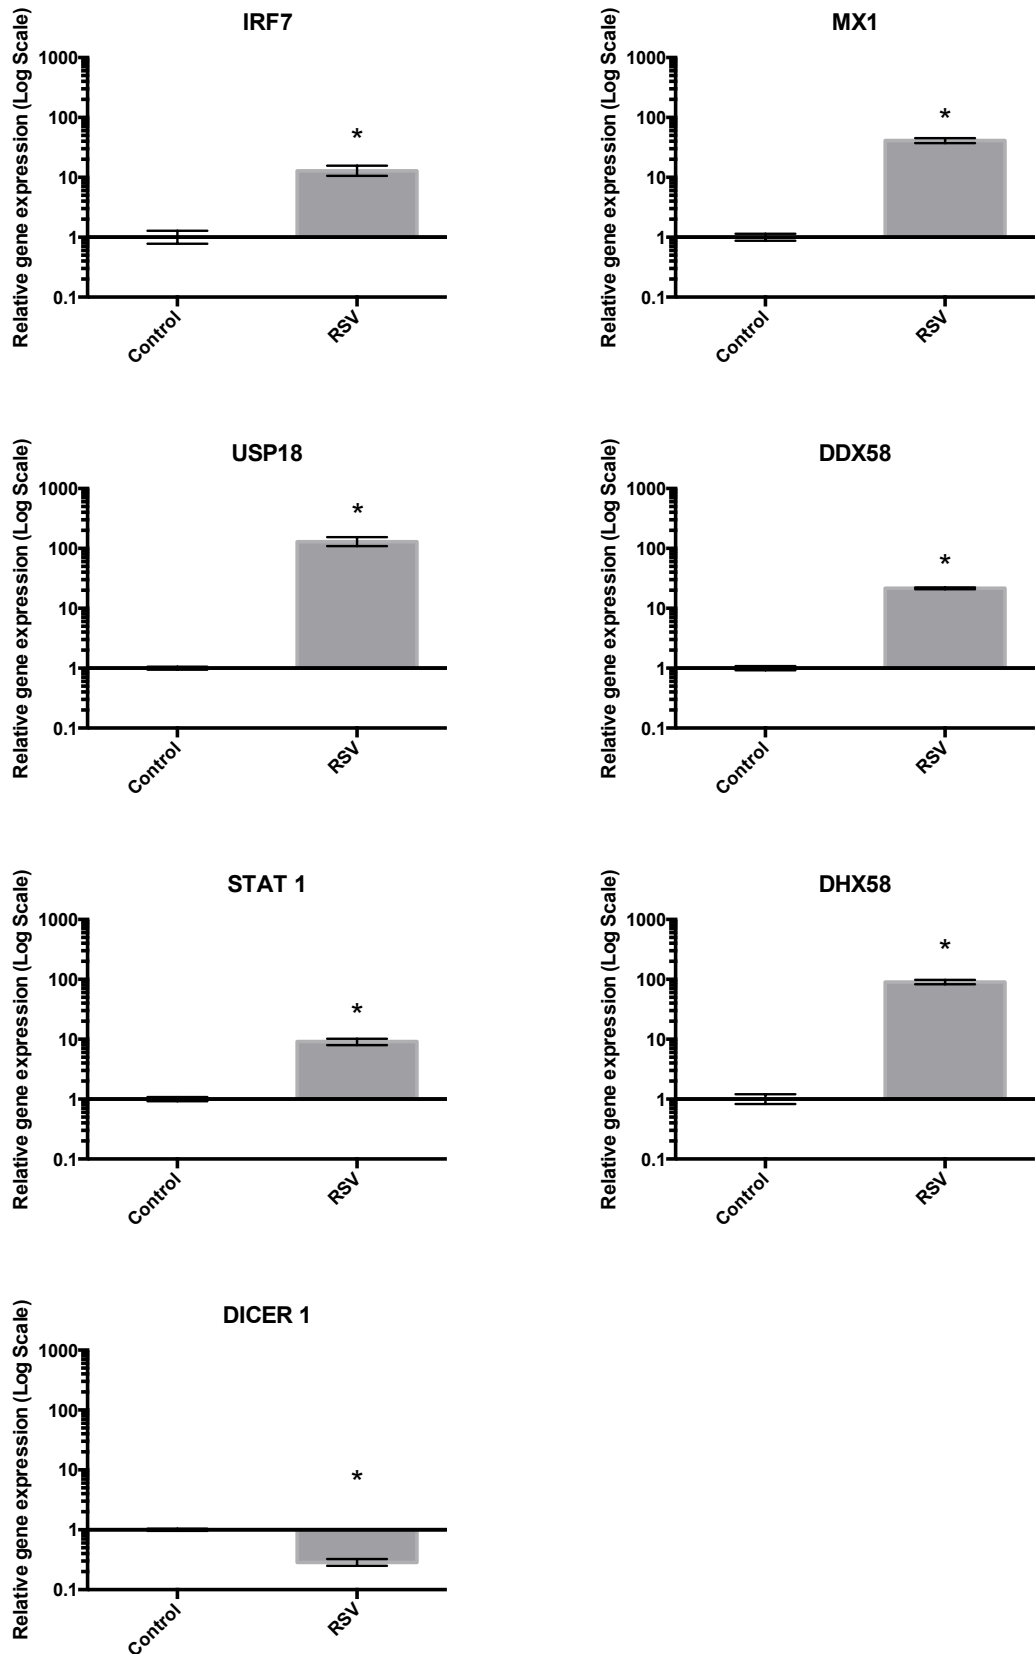 IRF7
Relative gene expression (Log Scale)
1000
100
10
1
0.1
*
Control
RSV
MX1
Relative gene expression (Log Scale)
1000
100
10
1
0.1
*
Control
RSV
USP18
Relative gene expression (Log Scale)
1000
100
10
1
0.1
*
Control
RSV
DDX58
Relative gene expression (Log Scale)
1000
100
10
1
0.1
*
Control
RSV
STAT 1
Relative gene expression (Log Scale)
1000
100
10
1
0.1
*
Control
RSV
DHX58
Relative gene expression (Log Scale)
1000
100
10
1
0.1
*
Control
RSV
DICER 1
Relative gene expression (Log Scale)
1000
100
10
1
0.1
*
Control
RSV